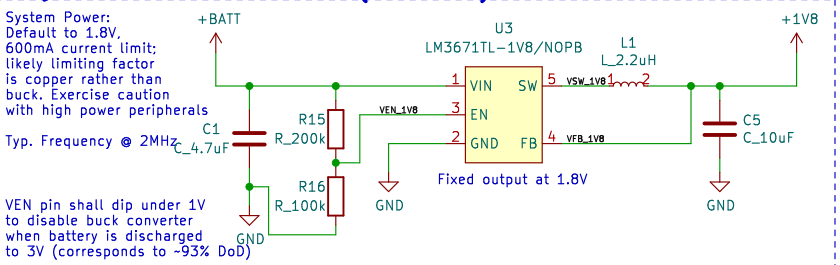 System Power:
Default to 1.8V,
600mA current limit;
likely limiting factor
is copper rather than
buck. Exercise caution
with high power peripherals
Typ. Frequency @ 2MHz
VEN pin shall dip under 1V
to disable buck converter
when battery is discharged
to 3V (corresponds to ~93% DoD)
+BATT
C1
C_4.7uF
GND
R15
R_200k
R16
R_100k
VEN_1V8
GND
U3
LM3671TL-1V8/NOPB
1 VIN
3 EN
2 GND
SW 5
FB 4
Fixed output at 1.8V
VSW_1V8
VFB_1V8
L1
L_2.2uH
1 2
+1V8
C5
C_10uF
GND